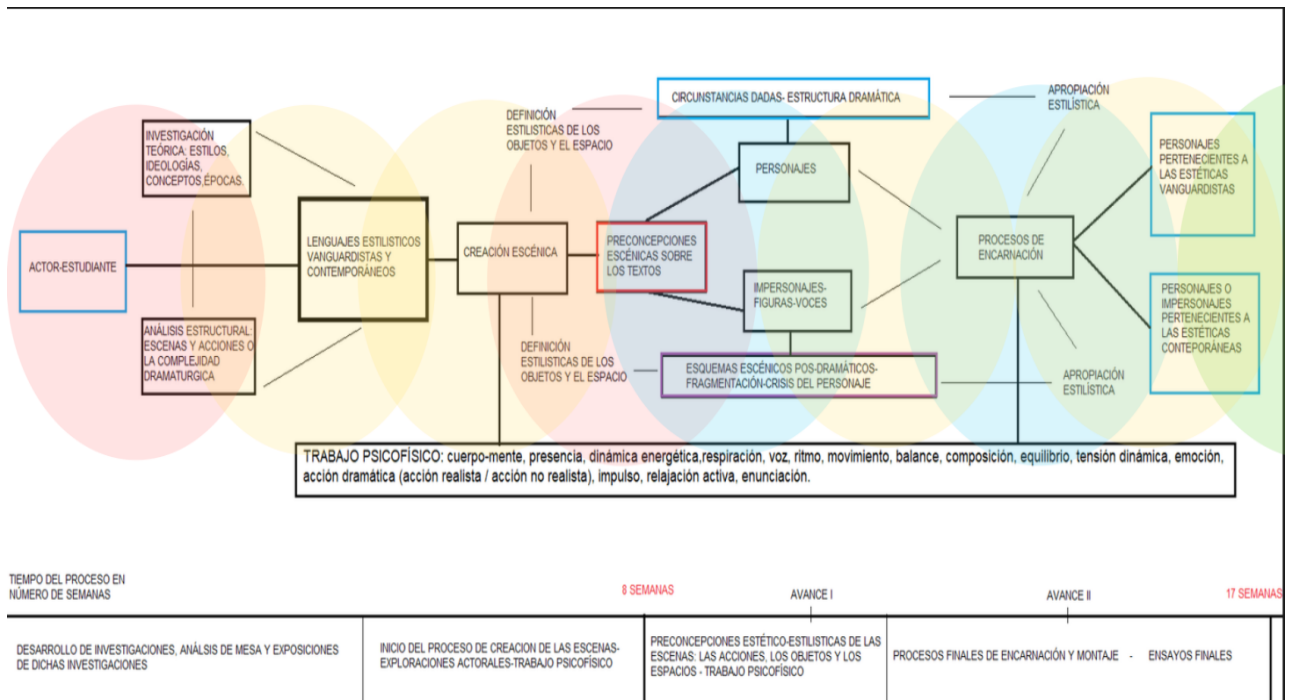 ACTOR-ESTUDIANTE
INVESTIGACIÓN
TEÓRICA: ESTILOS,
IDEOLOGÍAS,
CONCEPTOS,ÉPOCAS.
ANÁLISIS ESTRUCTURAL:
ESCENAS Y ACCIONES O
LA COMPLEJIDAD
DRAMATURGICA
LENGUAJES ESTILISTICOS
VANGUARDISTAS Y
CONTEMPORÁNEOS
CREACIÓN ESCÉNICA
DEFINICIÓN
ESTILISTICAS DE LOS
OBJETOS Y EL ESPACIO
DEFINICIÓN
ESTILISTICAS DE LOS
OBJETOS Y EL ESPACIO
PRECONCEPCIONES
ESCÉNICAS SOBRE
LOS TEXTOS
CIRCUNSTANCIAS DADAS- ESTRUCTURA DRAMÁTICA
PERSONAJES
IMPERSONAJES-
FIGURAS-VOCES
ESQUEMAS ESCÉNICOS POS-DRAMÁTICOS-
FRAGMENTACIÓN-CRISIS DEL PERSONAJE
APROPIACIÓN
ESTILÍSTICA
PROCESOS DE
ENCARNACIÓN
APROPIACIÓN
ESTILÍSTICA
PERSONAJES
PERTENECIENTES A
LAS ESTÉTICAS
VANGUARDISTAS
PERSONAJES O
IMPERSONAJES
PERTENECIENTES A
LAS ESTÉTICAS
CONTEPORÁNEAS
TRABAJO PSICOFÍSICO: cuerpo-mente, presencia, dinámica energética,respiración, voz, ritmo, movimiento, balance, composición, equilibrio, tensión dinámica, emoción,
acción dramática (acción realista / acción no realista), impulso, relajación activa, enunciación.
TIEMPO DEL PROCESO EN
NÚMERO DE SEMANAS
8 SEMANAS
AVANCE I
AVANCE II
17 SEMANAS
DESARROLLO DE INVESTIGACIONES, ANÁLSIS DE MESA Y EXPOSICIONES
DE DICHAS INVESTIGACIONES
INICIO DEL PROCESO DE CREACION DE LAS ESCENAS-
EXPLORACIONES ACTORALES-TRABAJO PSICOFÍSICO
PRECONCEPCIONES ESTÉTICO-ESTILISTICAS DE LAS
ESCENAS: LAS ACCIONES, LOS OBJETOS Y LOS
ESPACIOS - TRABAJO PSICOFÍSICO
PROCESOS FINALES DE ENCARNACIÓN Y MONTAJE - ENSAYOS FINALES